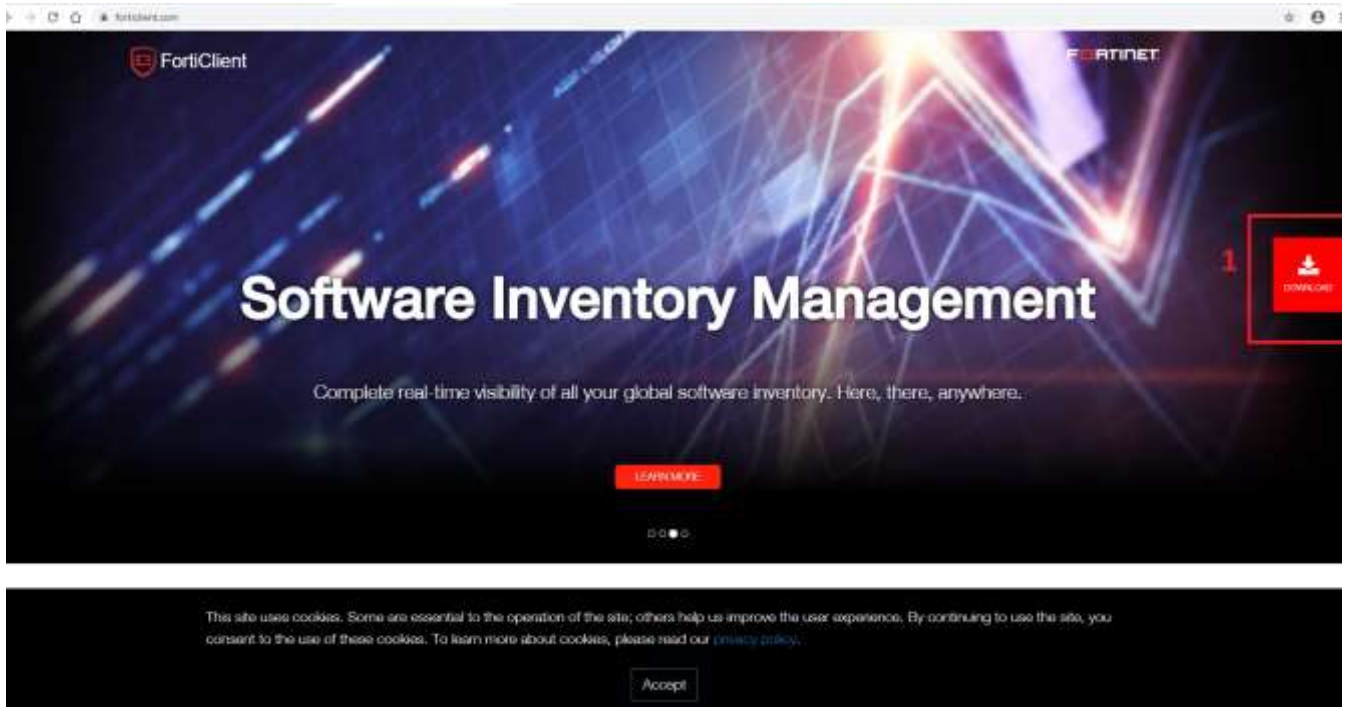 forticlient.com
FortiClient
FORTINET
1
DOWNLOAD
Software Inventory Management
Complete real-time visibility of all your global software inventory. Here, there, anywhere.
LEARN MORE
This site uses cookies. Some are essential to the operation of the site; others help us improve the user experience. By continuing to use the site, you
consent to the use of these cookies. To learn more about cookies, please read our privacy policy.
Accept